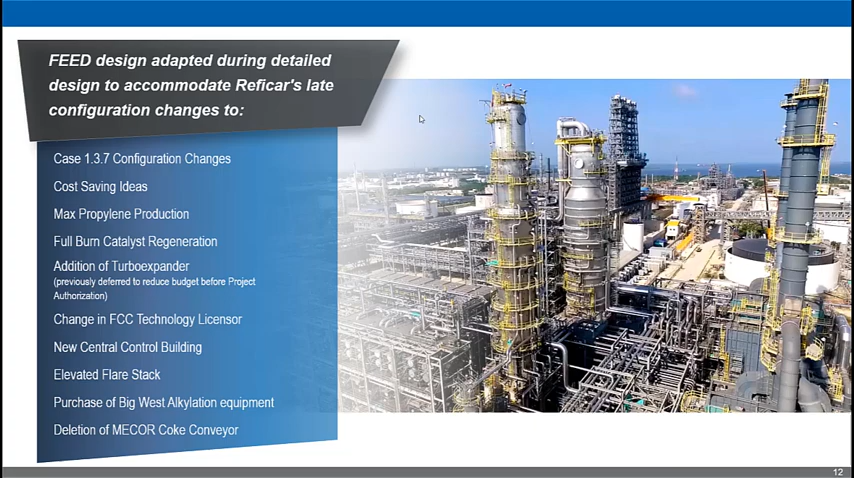 FEED design adapted during detailed
design to accommodate Reficar's late
configuration changes to:
Case 1.3.7 Configuration Changes
Cost Saving Ideas
Max Propylene Production
Full Burn Catalyst Regeneration
Addition of Turboexpander
(previously deferred to reduce budget before Project
Authorization)
Change in FCC Technology Licensor
New Central Control Building
Elevated Flare Stack
Purchase of Big West Alkylation equipment
Deletion of MECOR Coke Conveyor
12